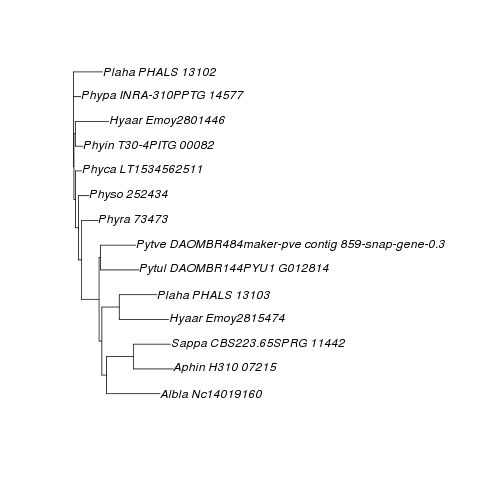 Plaha PHALS 13102
Phypa INRA-310PPTG 14577
Hyaar Emoy2801446
Phyin T30-4PITG 00082
Phyca LT1534562511
Physo 252434
Phyra 73473
Pytve DAOMBR484maker-pve contig 859-snap-gene-0.3
Pytul DAOMBR144PYU1 G012814
Plaha PHALS 13103
Hyaar Emoy2815474
Sappa CBS223.65SPRG 11442
Aphin H310 07215
Albla Nc14019160